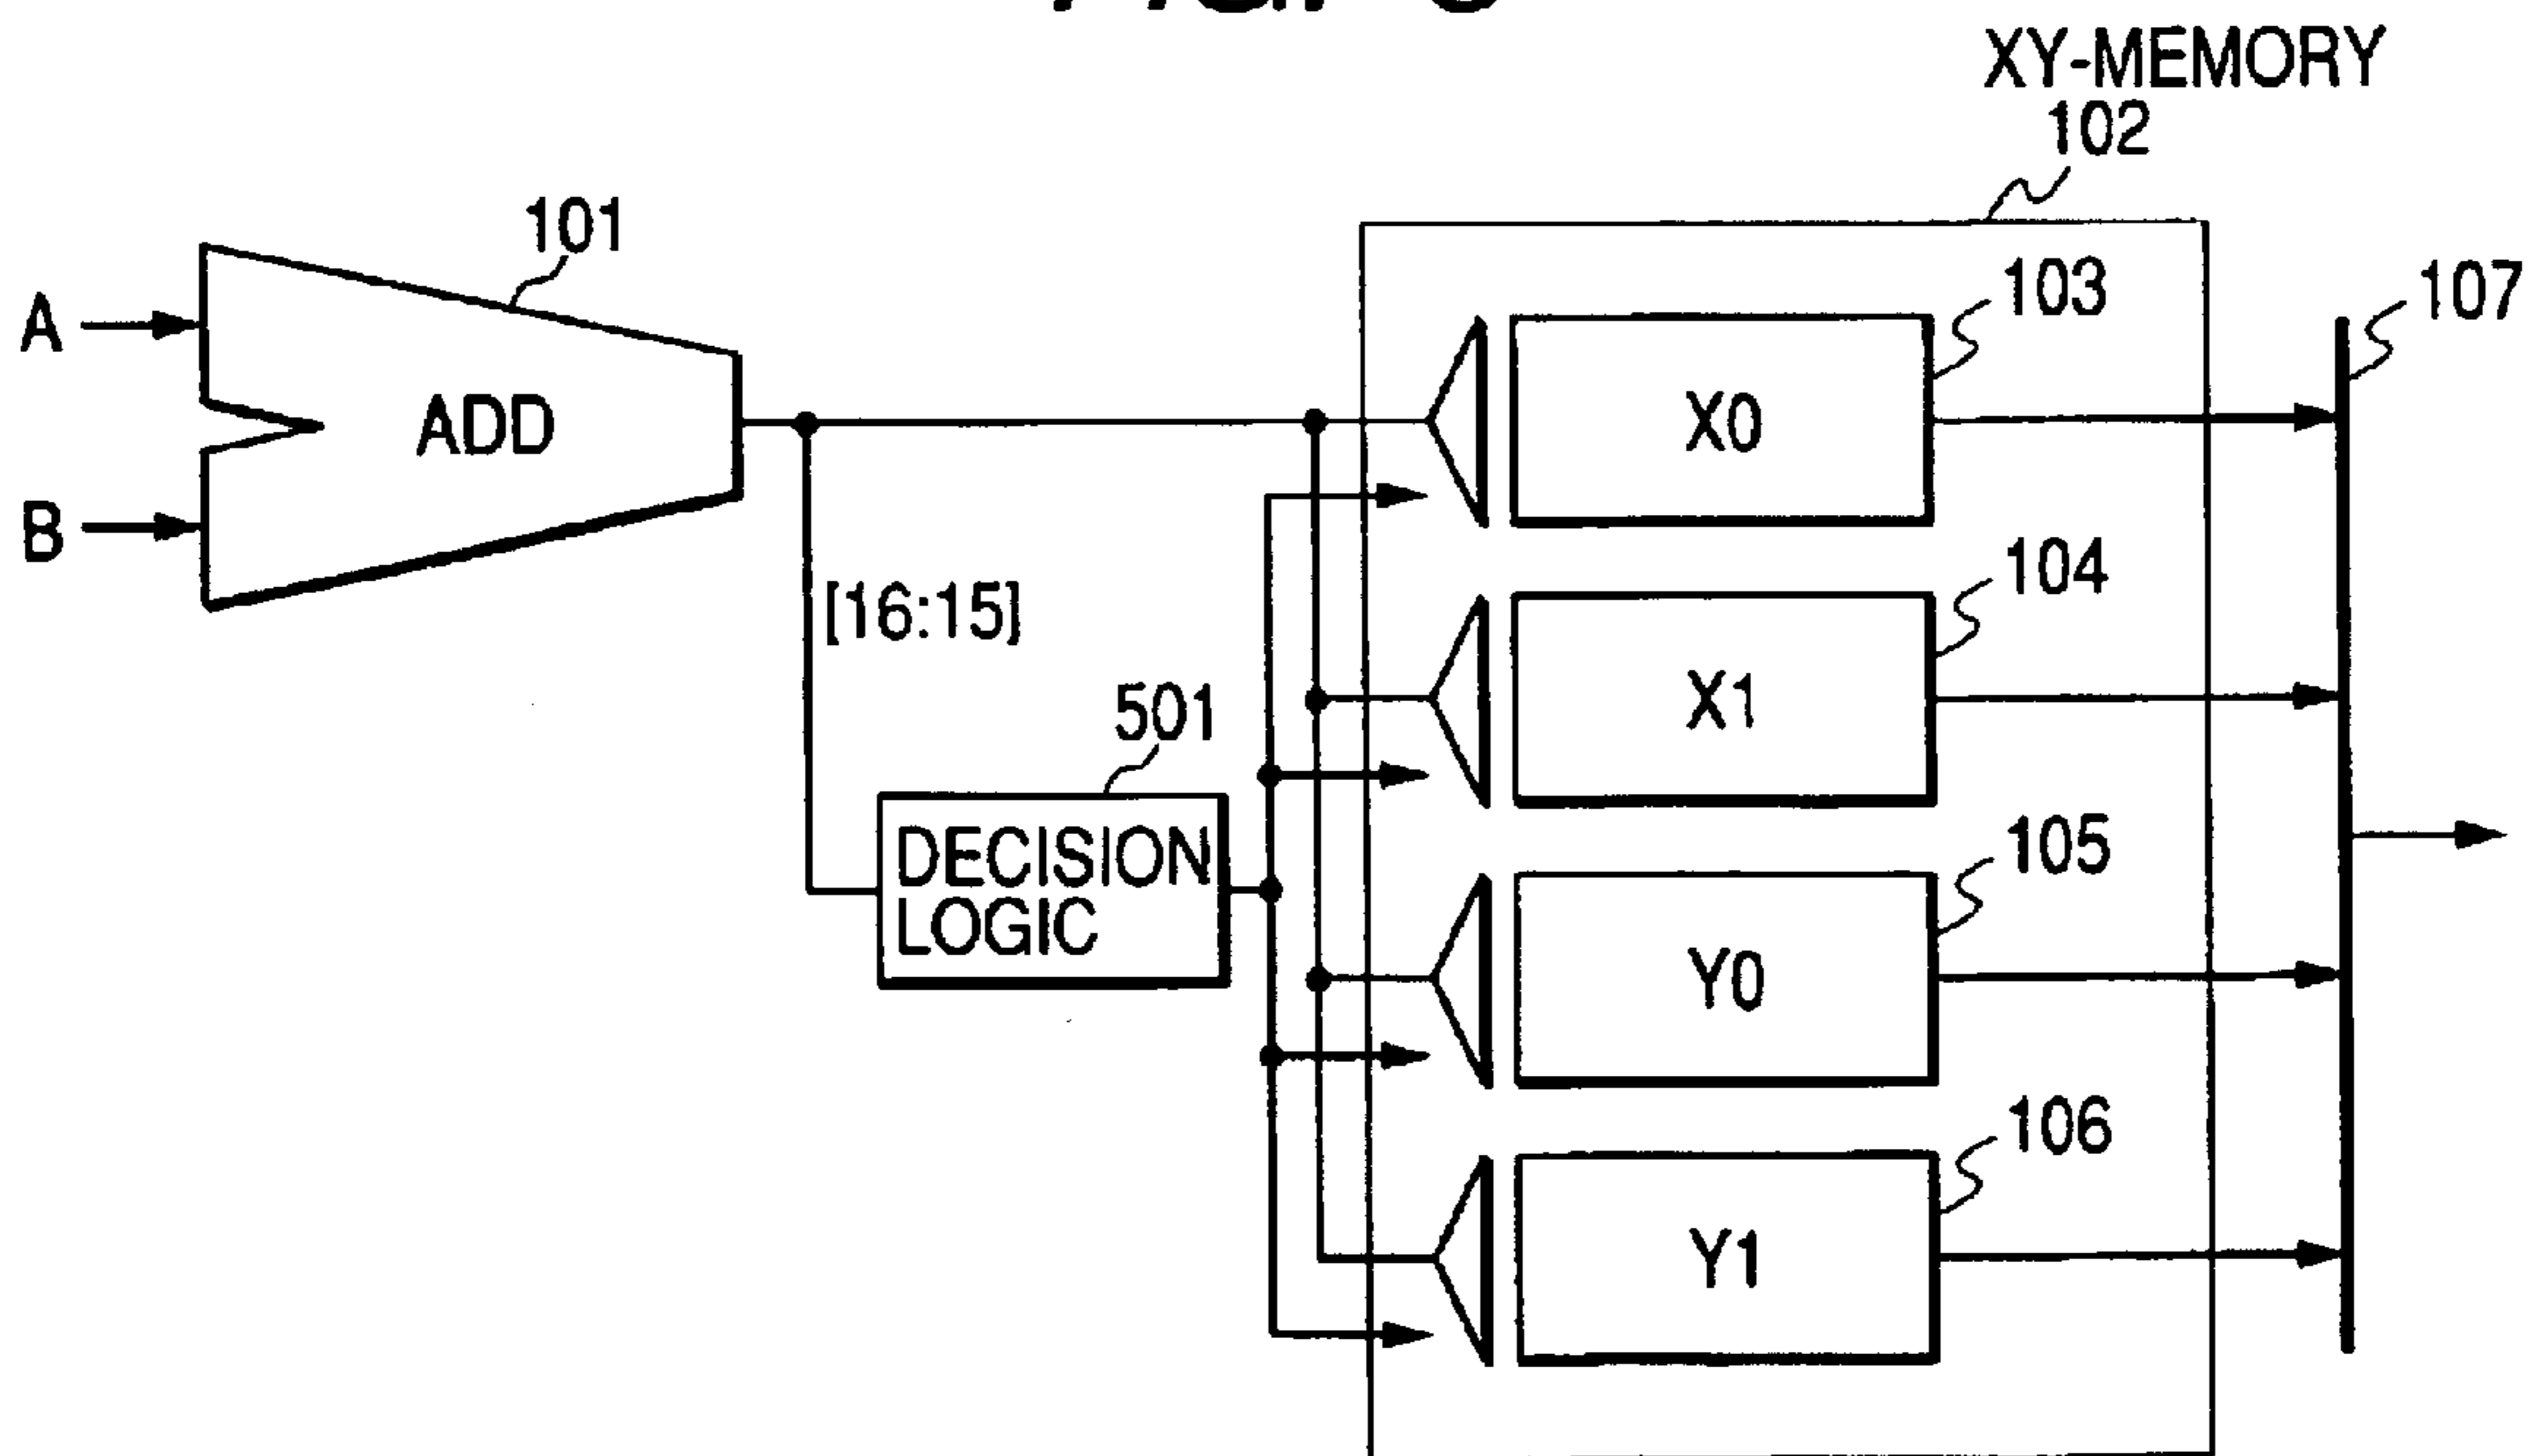 XY-MEMORY
102
101
103
107
A
ADD
X0
B
104
[16:15]
X1
501
105
DECISION
LOGIC
Y0
106
Y1